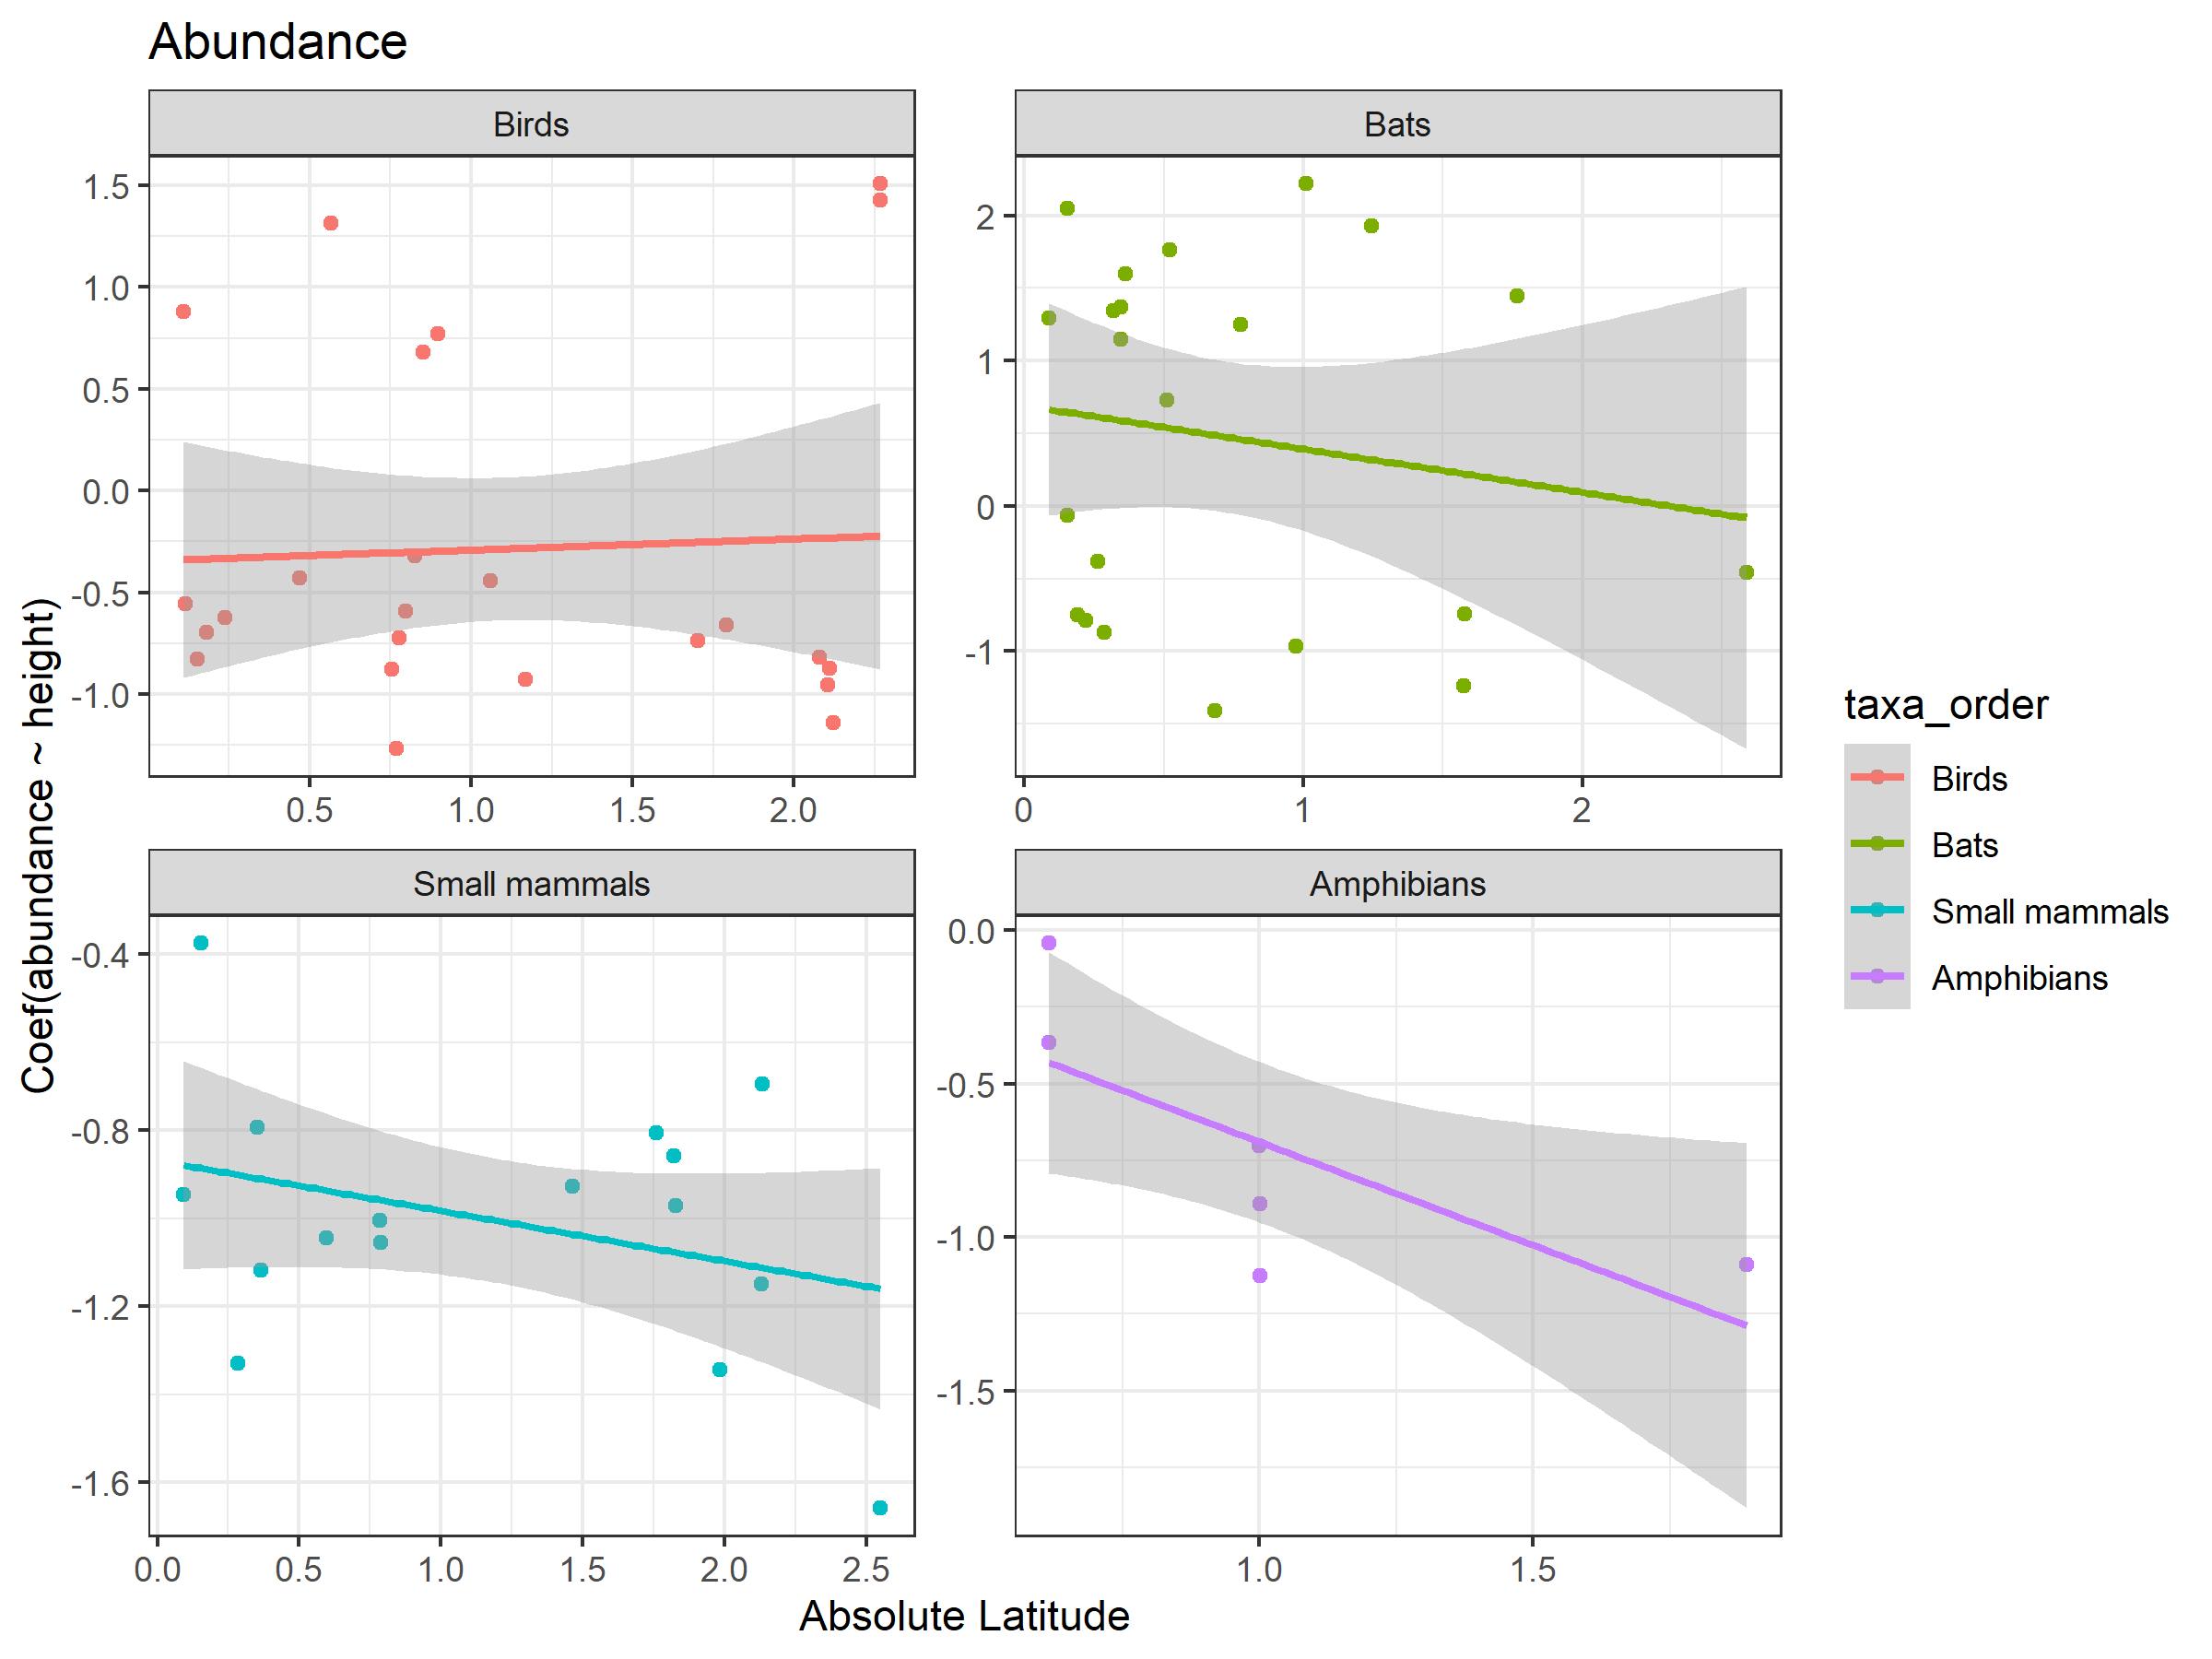 Abundance
Birds
Bats
1.5
1.0
0.5
0.0
-0.5
-1.0
0.5 1.0 1.5 2.0
2
1
0
-1
0 1 2
Small mammals
Amphibians
-0.4
-0.8
-1.2
-1.6
0.0 0.5 1.0 1.5 2.0 2.5
0.0
-0.5
-1.0
-1.5
1.0 1.5
Coef(abundance ~ height)
Absolute Latitude
taxa_order
Birds
Bats
Small mammals
Amphibians